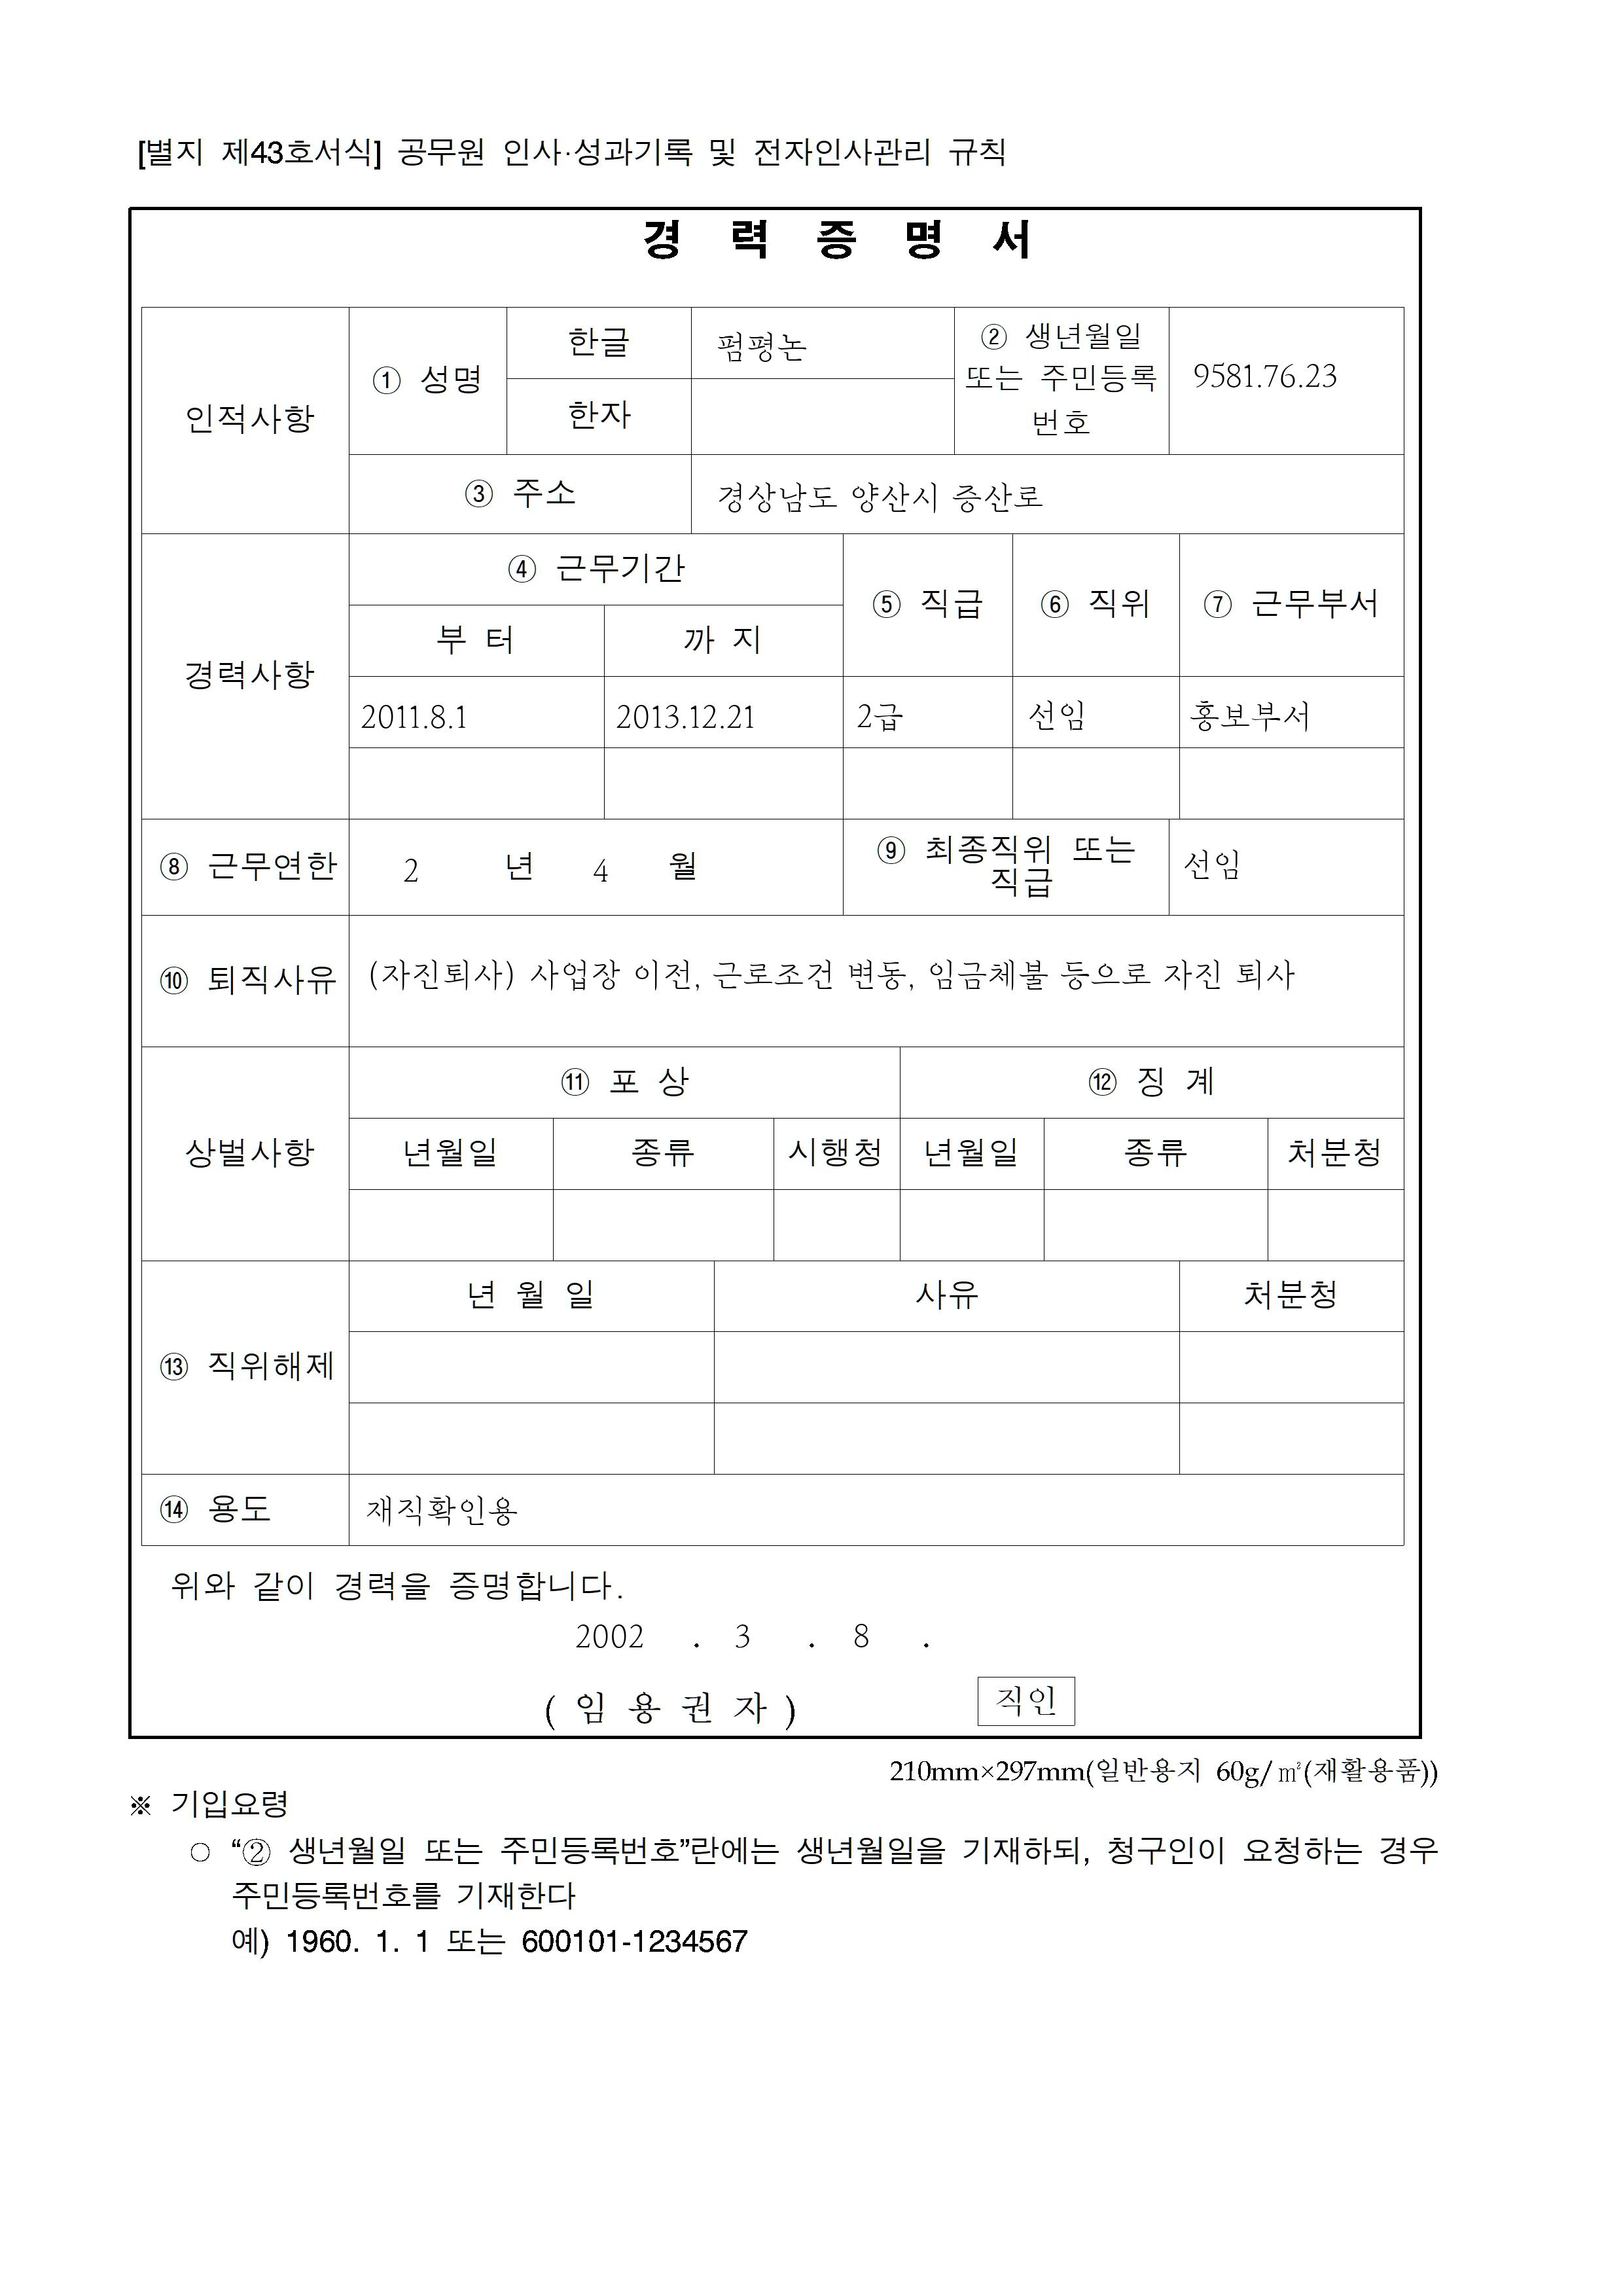 [별지 제43호서식] 공무원 인사·성과기록 및 전자인사관리 규칙
경 력 증 명 서
인적사항
① 성명
한글
펌평논
② 생년월일
또는 주민등록
번호
9581.76.23
한자
③ 주소
경상남도 양산시 증산로
경력사항
④ 근무기간
⑤ 직급
⑥ 직위
⑦ 근무부서
부 터
까 지
2011.8.1
2013.12.21
2급
선임
홍보부서
⑧ 근무연한
2 년 4 월
⑨ 최종직위 또는
직급
선임
⑩ 퇴직사유
(자진퇴사) 사업장 이전, 근로조건 변동, 임금체불 등으로 자진 퇴사
상벌사항
⑪ 포 상
⑫ 징 계
년월일
종류
시행청
년월일
종류
처분청
⑬ 직위해제
년 월 일
사유
처분청
⑭ 용도
재직확인용
위와 같이 경력을 증명합니다.
2002 . 3 . 8 .
( 임 용 권 자 )
직인
210mm×297mm(일반용지 60g/㎡(재활용품))
※ 기입요령
○ “② 생년월일 또는 주민등록번호”란에는 생년월일을 기재하되, 청구인이 요청하는 경우
주민등록번호를 기재한다
예) 1960. 1. 1 또는 600101-1234567